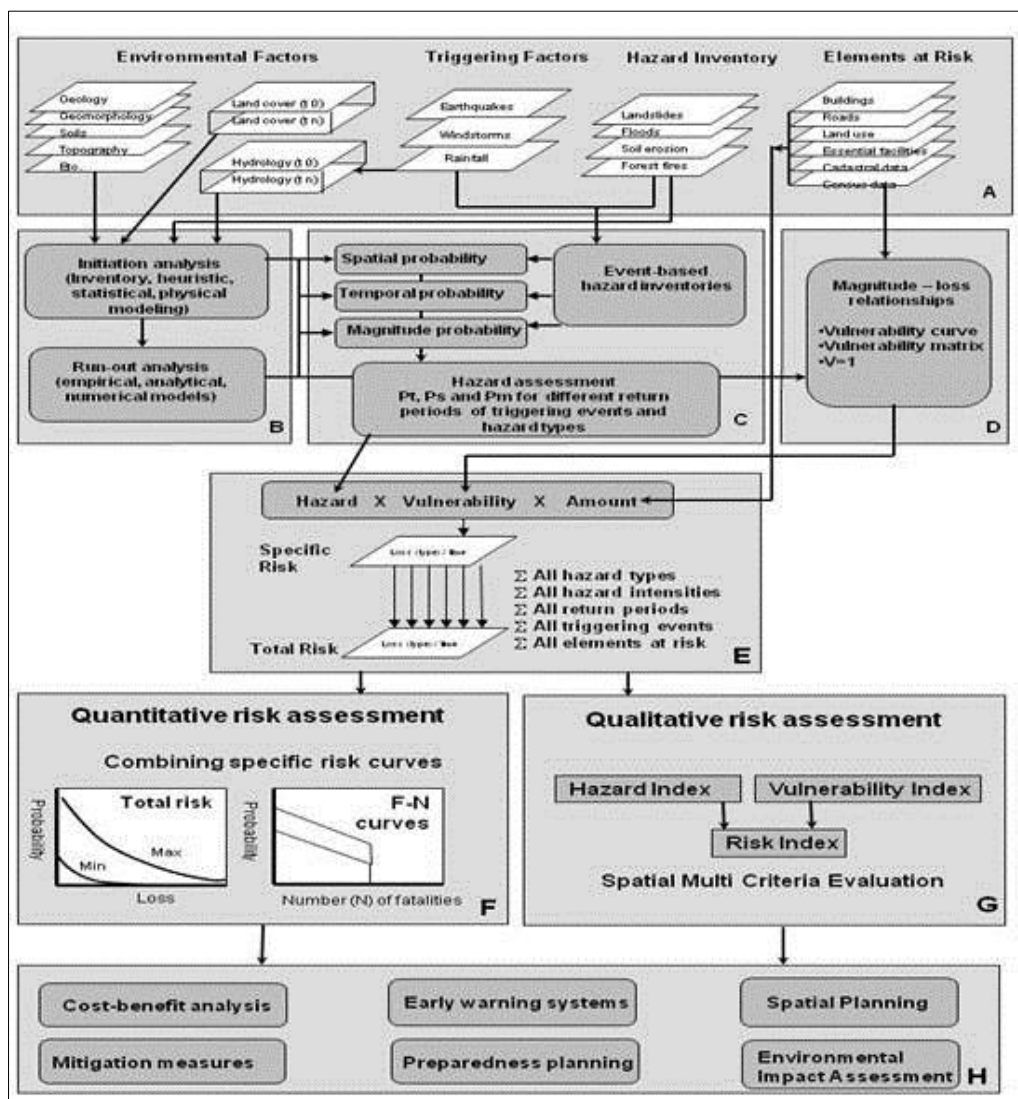 Environmental Factors
Triggering Factors
Hazard Inventory
Elements at Risk
Geology
Geomorphology
Soils
Topography
Etc.
Land cover (t 0)
Land cover (t n)
Hydrology (t 0)
Hydrology (t n)
Earthquakes
Windstorms
Rainfall
Landslides
Floods
Soil erosion
Forest fires
Buildings
Roads
Land use
Essential facilities
Cadastral data
Census data
A
Initiation analysis
(Inventory, heuristic,
statistical, physical
modeling)
Run-out analysis
(empirical, analytical,
numerical models)
B
Spatial probability
Temporal probability
Magnitude probability
Event-based
hazard inventories
Hazard assessment
Pt, Ps and Pm for different return
periods of triggering events and
hazard types
C
Magnitude – loss
relationships
•Vulnerability curve
•Vulnerability matrix
•V=1
D
Hazard X Vulnerability X Amount
Specific
Risk
Loss (type) /
Total Risk
Loss (type) /
Σ All hazard types
Σ All hazard intensities
Σ All return periods
Σ All triggering events
Σ All elements at risk
E
Quantitative risk assessment
Combining specific risk curves
Probability
Total risk
Max
Min
Loss
Probability
F-N
curves
Number (N) of fatalities
F
Qualitative risk assessment
Hazard Index
Vulnerability Index
Risk Index
Spatial Multi Criteria Evaluation
G
Cost-benefit analysis
Early warning systems
Spatial Planning
Mitigation measures
Preparedness planning
Environmental
Impact Assessment
H